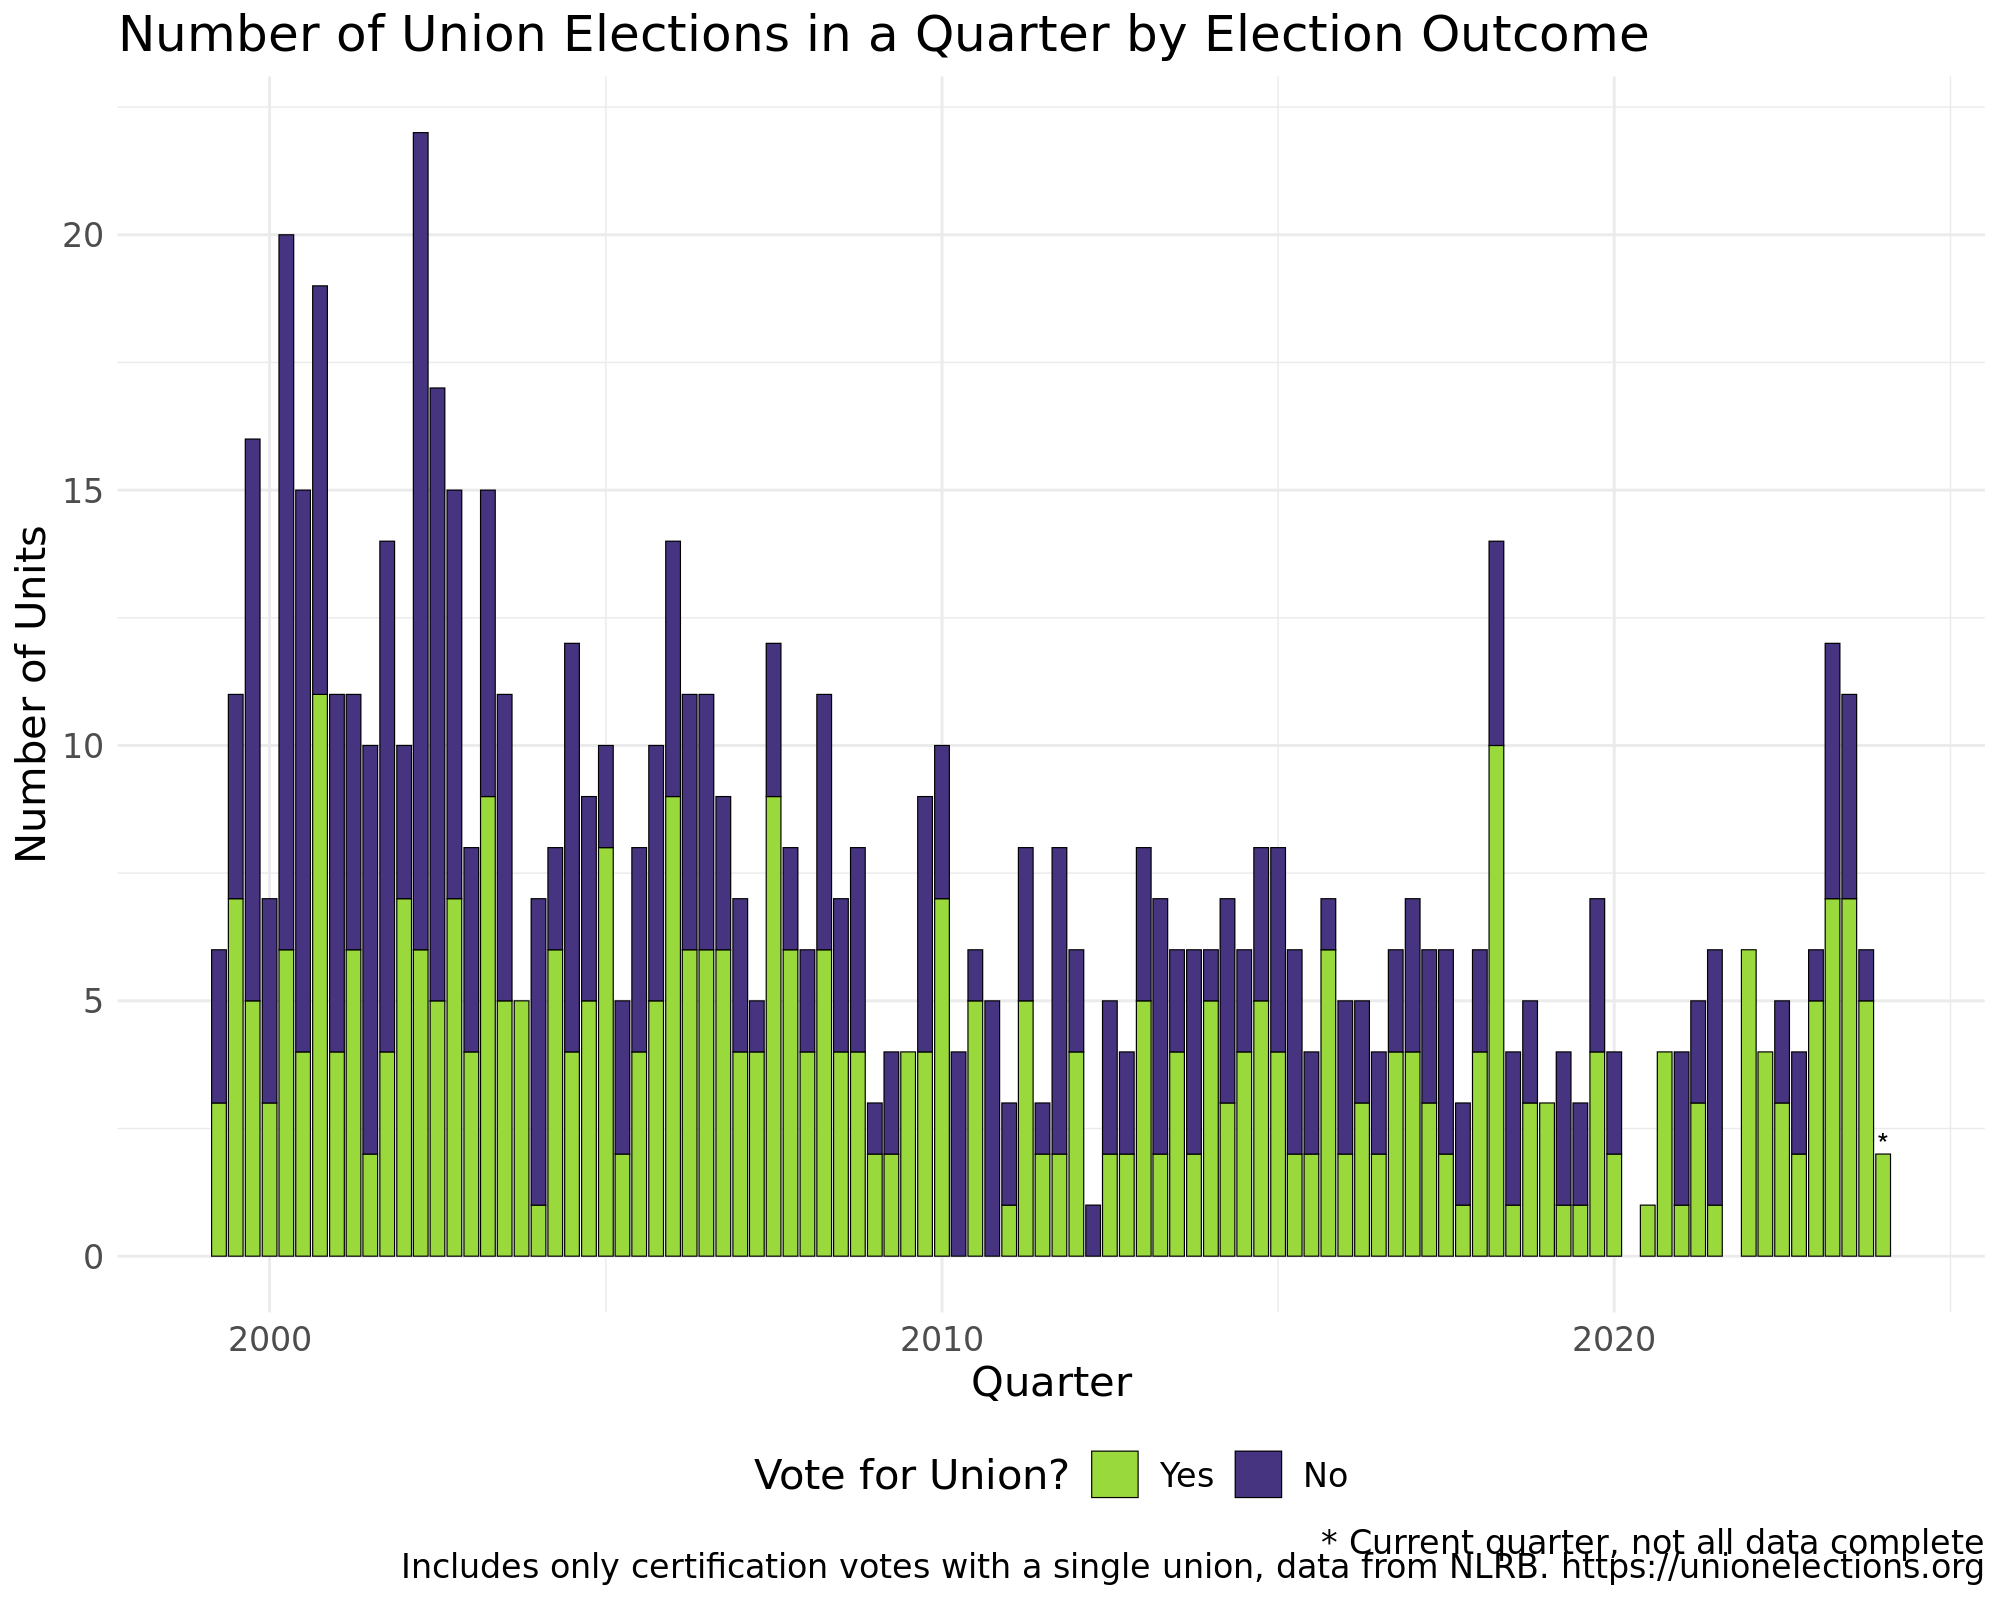 Number of Union Elections in a Quarter by Election Outcome
Number of Units
20
15
10
5
0
*
2000 2010 2020
Quarter
Vote for Union? Yes No
* Current quarter, not all data complete
Includes only certification votes with a single union, data from NLRB. https://unionelections.org